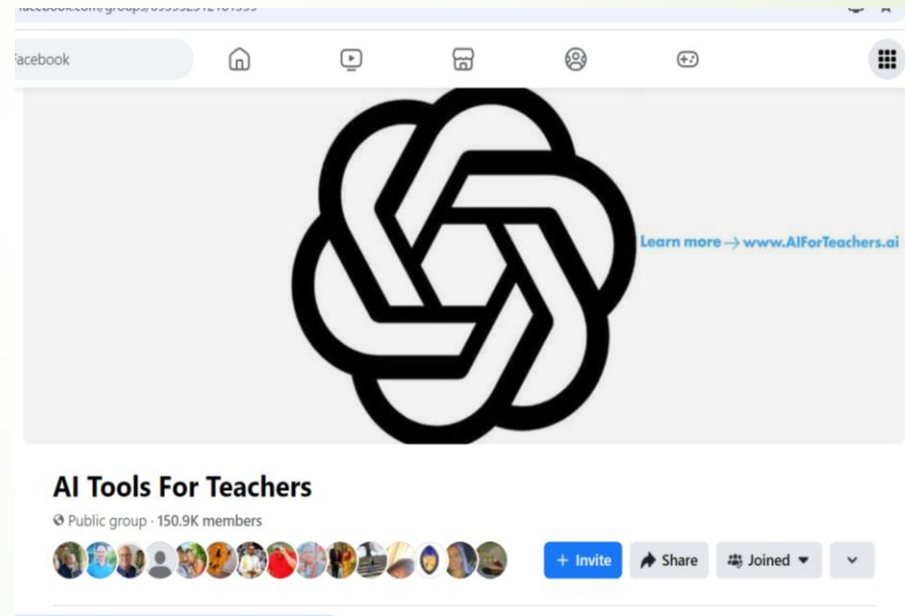 acebook
Learn more → www.AIForTeachers.ai
AI Tools For Teachers
Public group · 150.9K members
+ Invite
Share
Joined